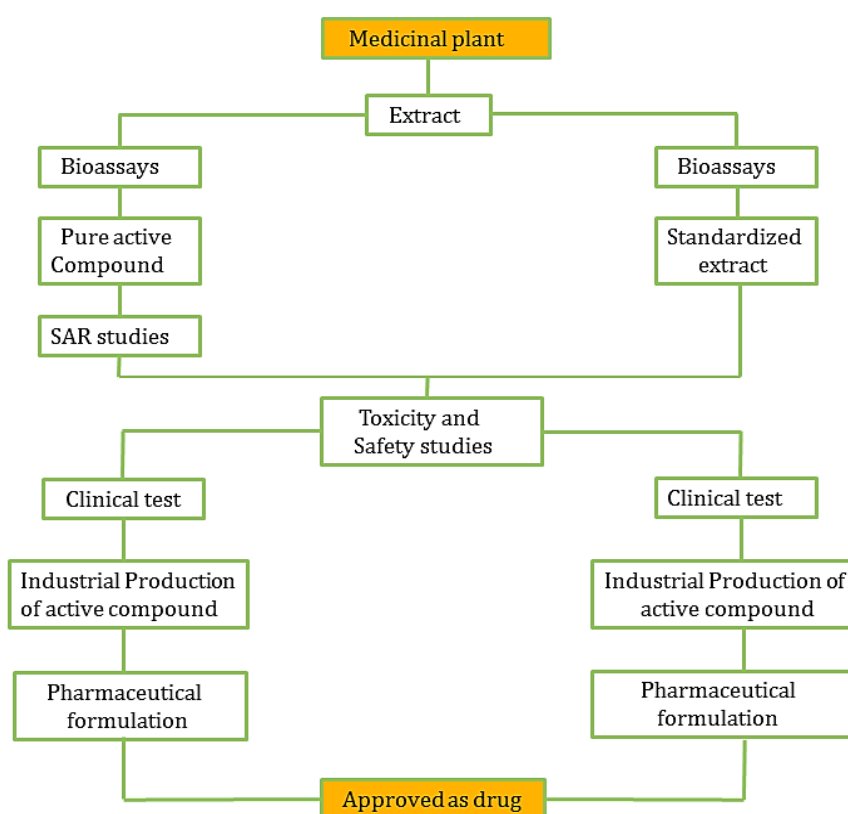 Medicinal plant
Extract
Bioassays
Pure active
Compound
SAR studies
Bioassays
Standardized
extract
Toxicity and
Safety studies
Clinical test
Industrial Production
of active compound
Pharmaceutical
formulation
Clinical test
Industrial Production of
active compound
Pharmaceutical
formulation
Approved as drug